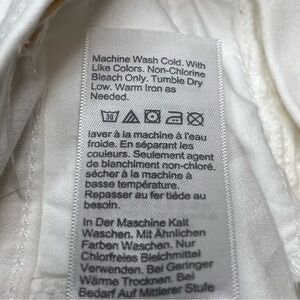 Machine Wash Cold. With
Like Colors. Non-Chlorine
Bleach Only. Tumble Dry
Low. Warm Iron as
Needed.
laver à la machine à l'eau
froide. En séparant les
couleurs. Seulement agent
de blanchiment non-chloré.
sécher à la machine à
basse température.
Repasser au fer tiède au
besoin.
In Der Maschine Kalt
Waschen. Mit Ähnlichen
Farben Waschen. Nur
Chlorfreies Bleichmittel
Verwenden. Bei Geringer
Wärme Trocknen. Bei
Bedarf Auf Mittlerer Stufe